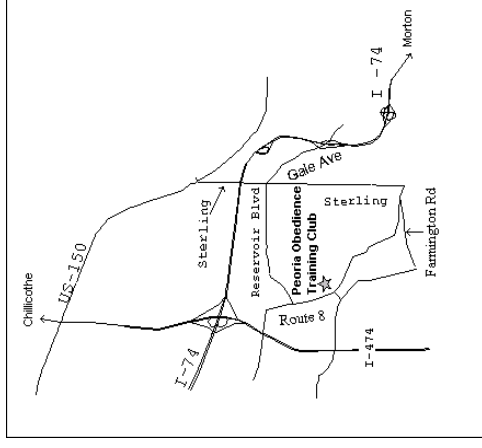 Chillicothe
US-150
Sterling
I-74
Reservoir Blvd
Gale Ave
I -74
Morton
Peoria Obedience
Training Club
Sterling
Route 8
Farmington Rd
I-474